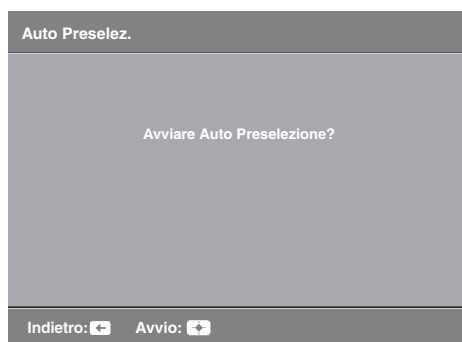 Auto Preselez.
Avviare Auto Preselezione?
Indietro: Avvio: